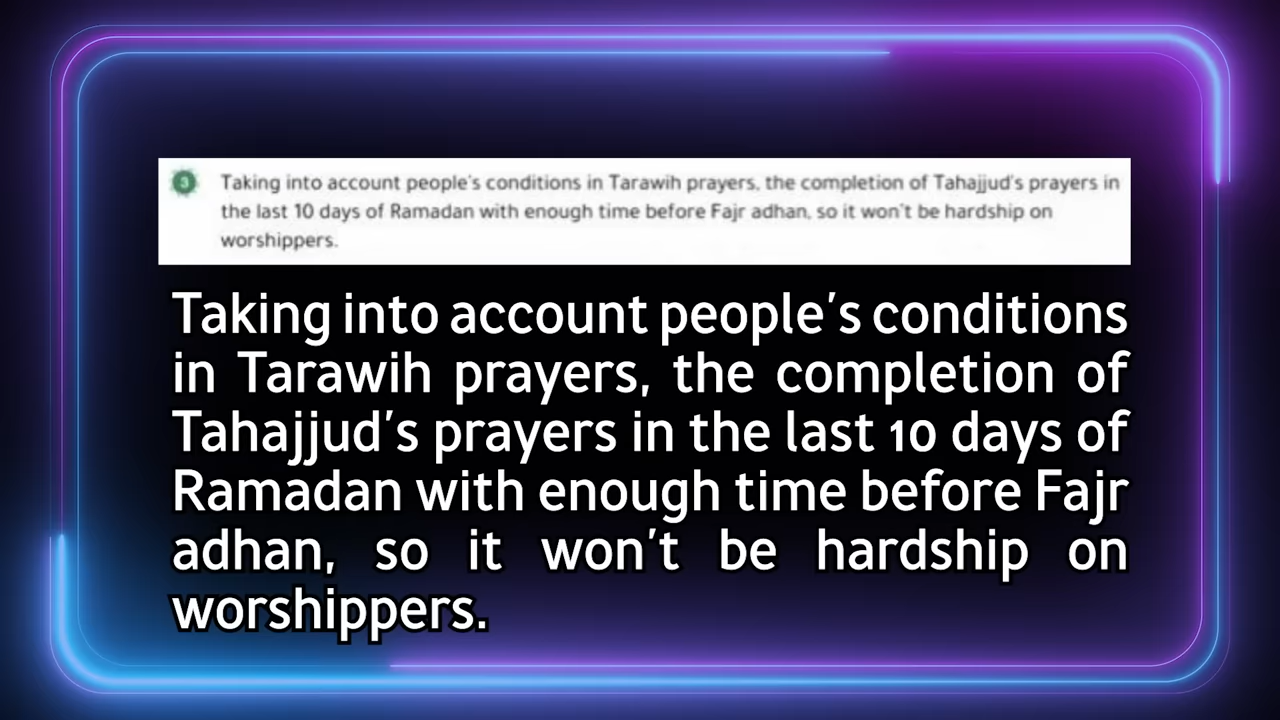 3
Taking into account people's conditions in Tarawih prayers, the completion of Tahajjud's prayers in
the last 10 days of Ramadan with enough time before Fajr adhan, so it won't be hardship on
worshippers.
Taking into account people's conditions
in Tarawih prayers, the completion of
Tahajjud's prayers in the last 10 days of
Ramadan with enough time before Fajr
adhan, so it won't be hardship on
worshippers.